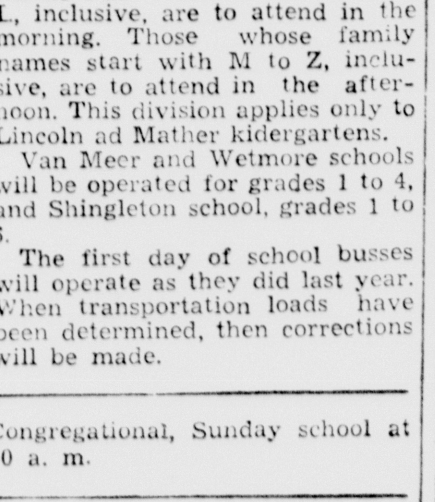 L., inclusive, are to attend in the
morning. Those whose family
names start with M to Z, inclu-
sive, are to attend in the after-
noon. This division applies only to
Lincoln ad Mather kidergartens.
Van Meer and Wetmore schools
will be operated for grades 1 to 4,
and Shingleton school, grades 1 to
6.
The first day of school busses
will operate as they did last year.
When transportation loads have
been determined, then corrections
will be made.
Congregational, Sunday school at
10 a. m.